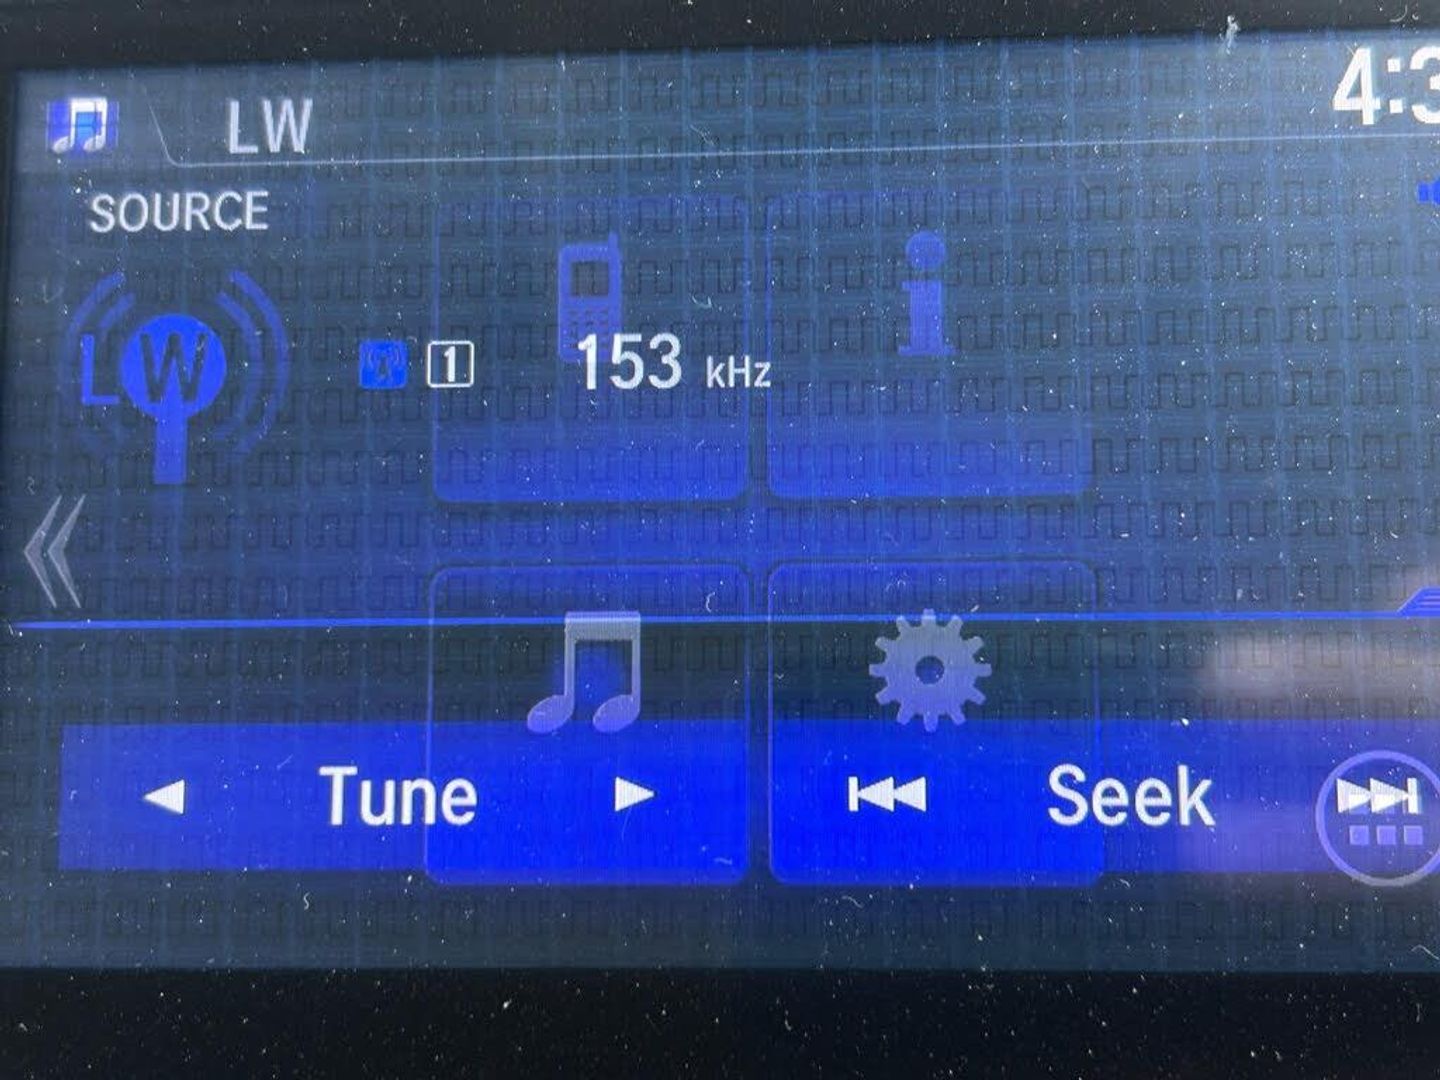 LW
4:3
SOURCE
LW
1
153 kHz
Tune
Seek